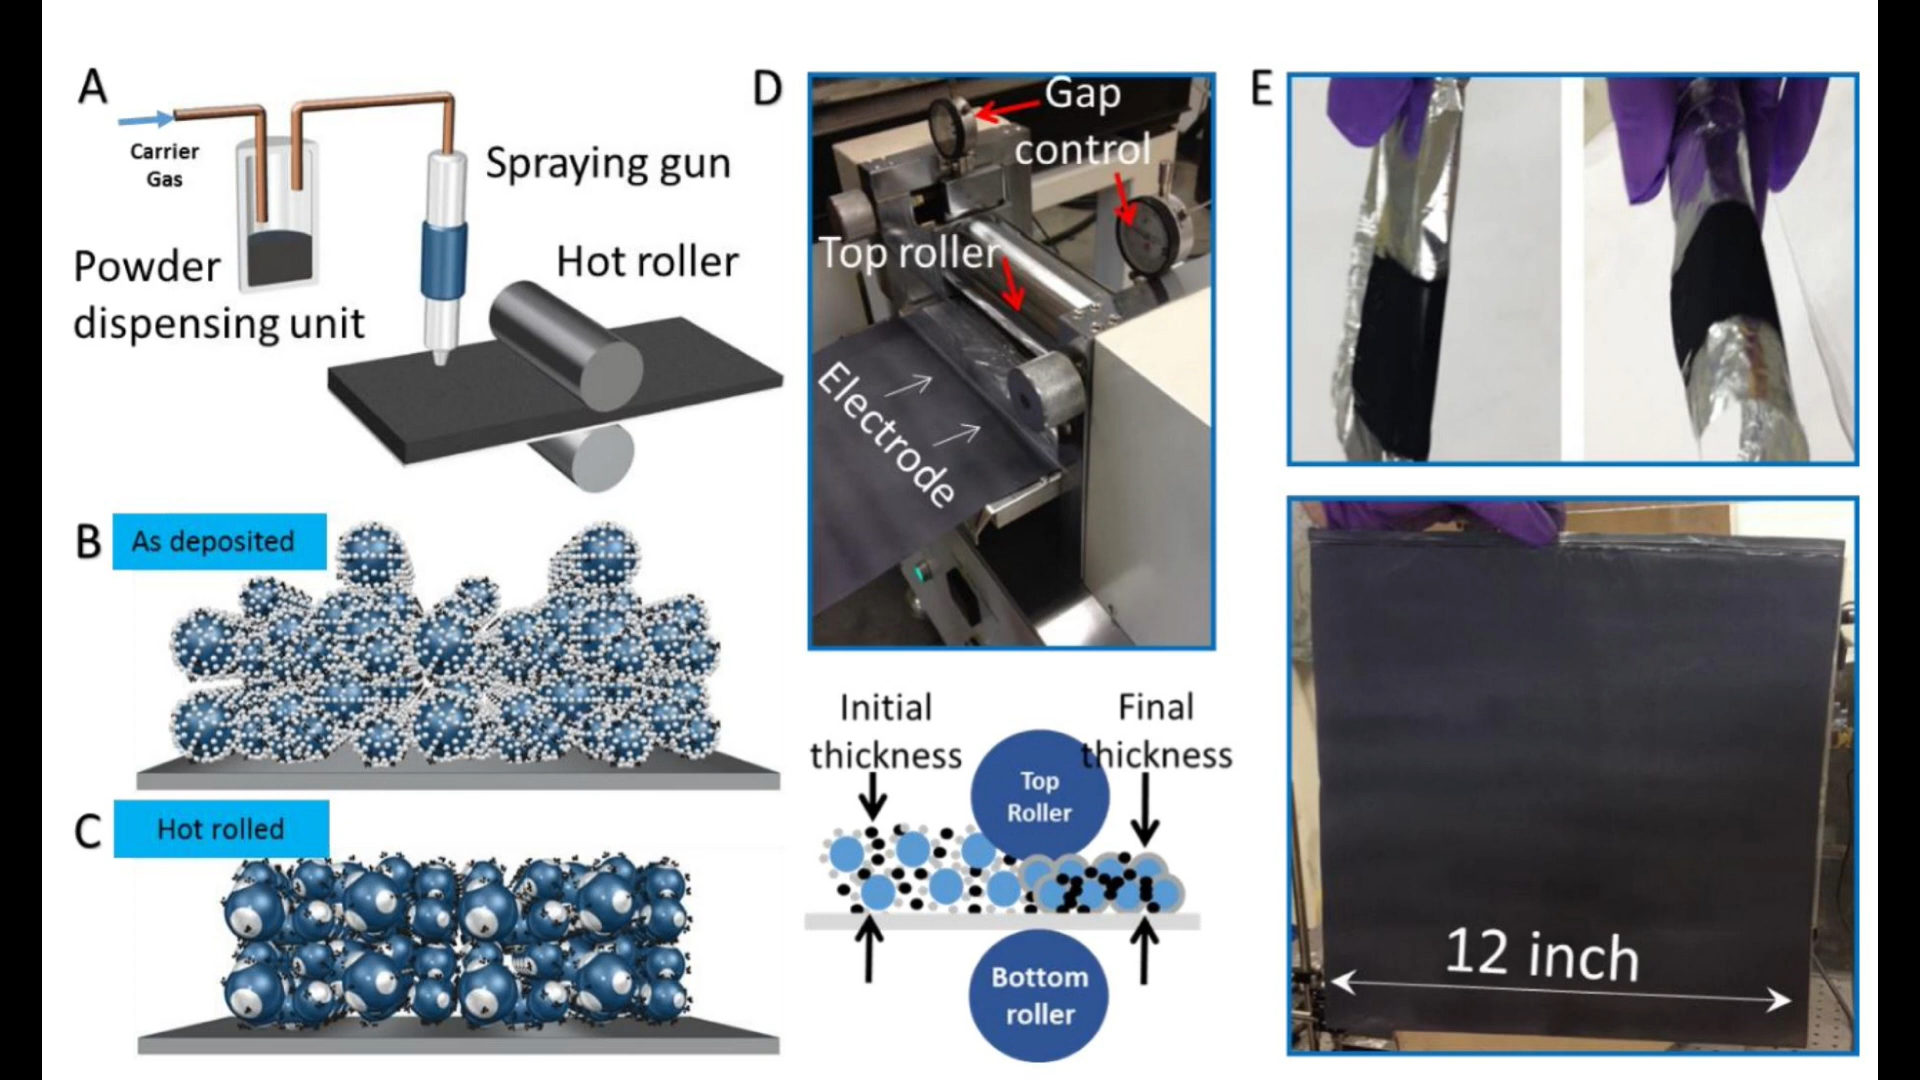 A
Carrier
Gas
Spraying gun
Powder
dispensing unit
Hot roller
B
As deposited
C
Hot rolled
D
Gap
control
Top roller
Electrode
Initial
thickness
Final
thickness
Top
Roller
Bottom
roller
E
12 inch